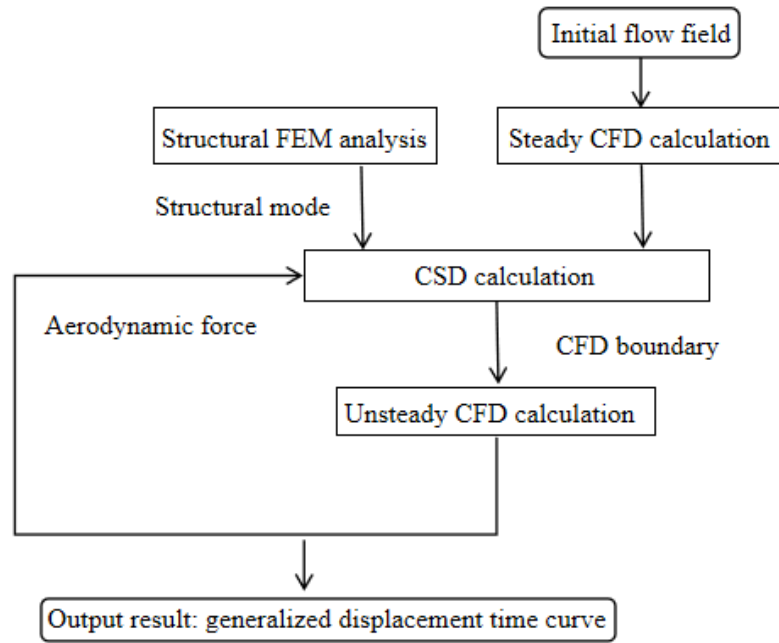 Initial flow field
Structural FEM analysis
Steady CFD calculation
Structural mode
CSD calculation
Aerodynamic force
CFD boundary
Unsteady CFD calculation
Output result: generalized displacement time curve